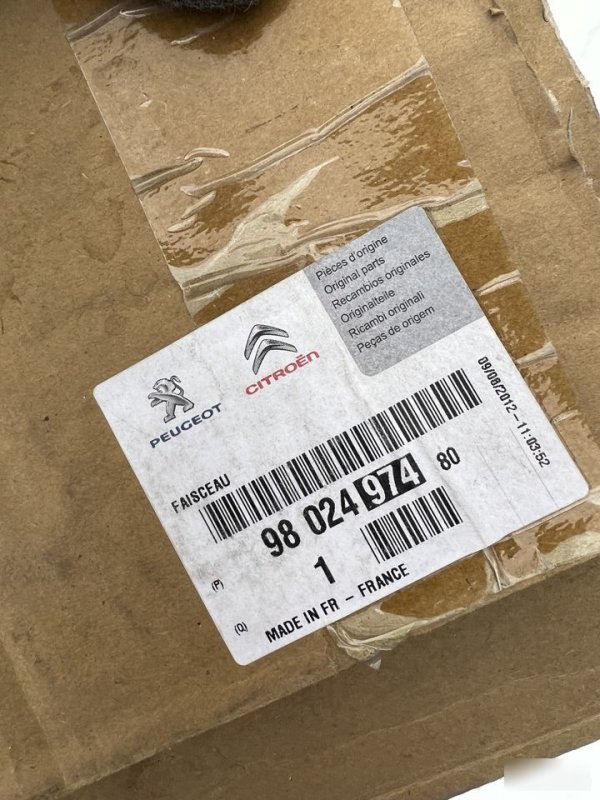 Pièces d'origine
Original parts
Recambios originales
Originalteile
Ricambi originali
Peças de origem
PEUGEOT
CITROËN
09/08/2012-11:03:52
FAISCEAU
98 024 974 80
(P)
1
(Q)
MADE IN FR - FRANCE